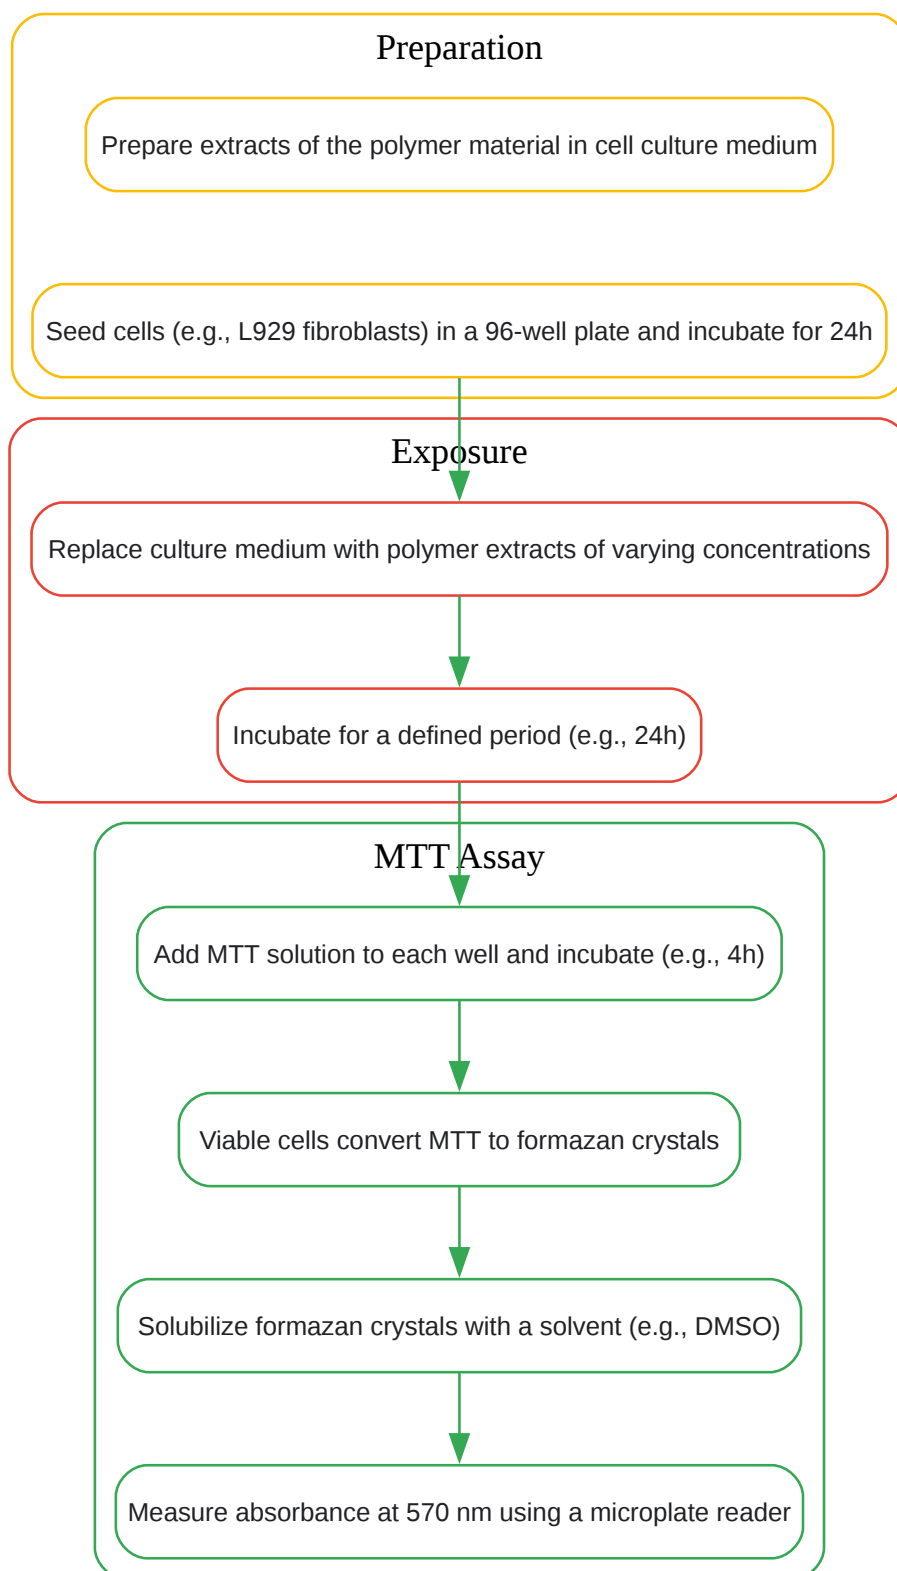 Preparation
Prepare extracts of the polymer material in cell culture medium
Seed cells (e.g., L929 fibroblasts) in a 96-well plate and incubate for 24h
Exposure
Replace culture medium with polymer extracts of varying concentrations
Incubate for a defined period (e.g., 24h)
MTT Assay
Add MTT solution to each well and incubate (e.g., 4h)
Viable cells convert MTT to formazan crystals
Solubilize formazan crystals with a solvent (e.g., DMSO)
Measure absorbance at 570 nm using a microplate reader